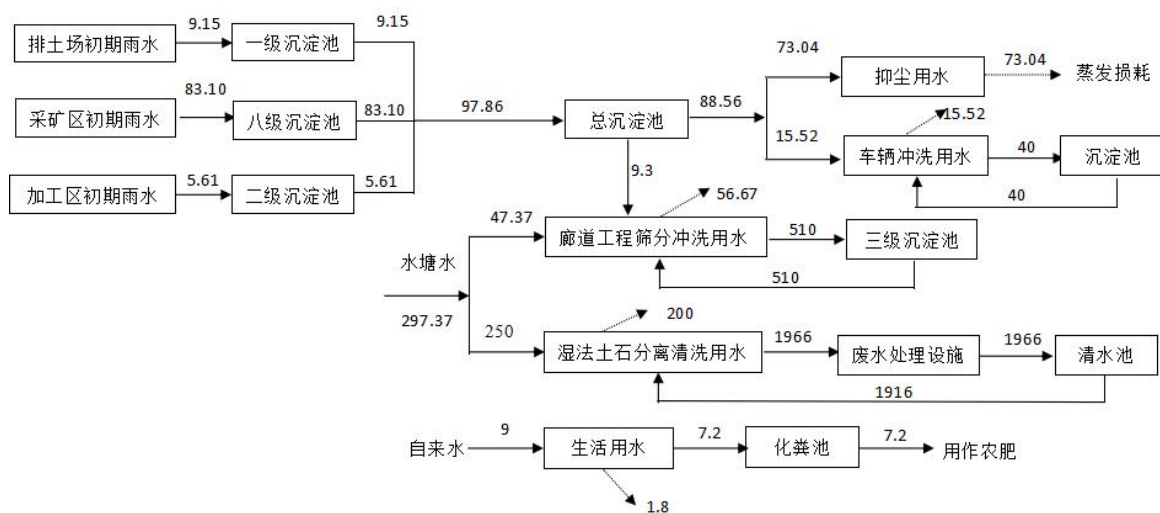 9.15
9.15
排土场初期雨水
一级沉淀池
73.04
73.04
抑尘用水
蒸发损耗
83.10
采矿区初期雨水
八级沉淀池
83.10
97.86
总沉淀池
88.56
15.52
15.52
车辆冲洗用水
40
沉淀池
40
5.61
加工区初期雨水
二级沉淀池
5.61
9.3
56.67
47.37
廊道工程筛分冲洗用水
510
三级沉淀池
510
水塘水
297.37
250
200
湿法土石分离清洗用水
1966
废水处理设施
1966
清水池
1916
自来水
9
生活用水
7.2
化粪池
7.2
用作农肥
1.8